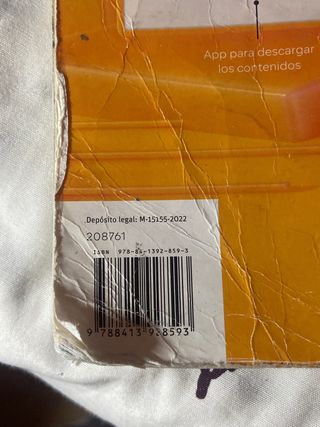 App para descargar
los contenidos
Depósito legal: M-15155-2022
208761
ISBN 978-84-1392-859-3
9 788413 928593